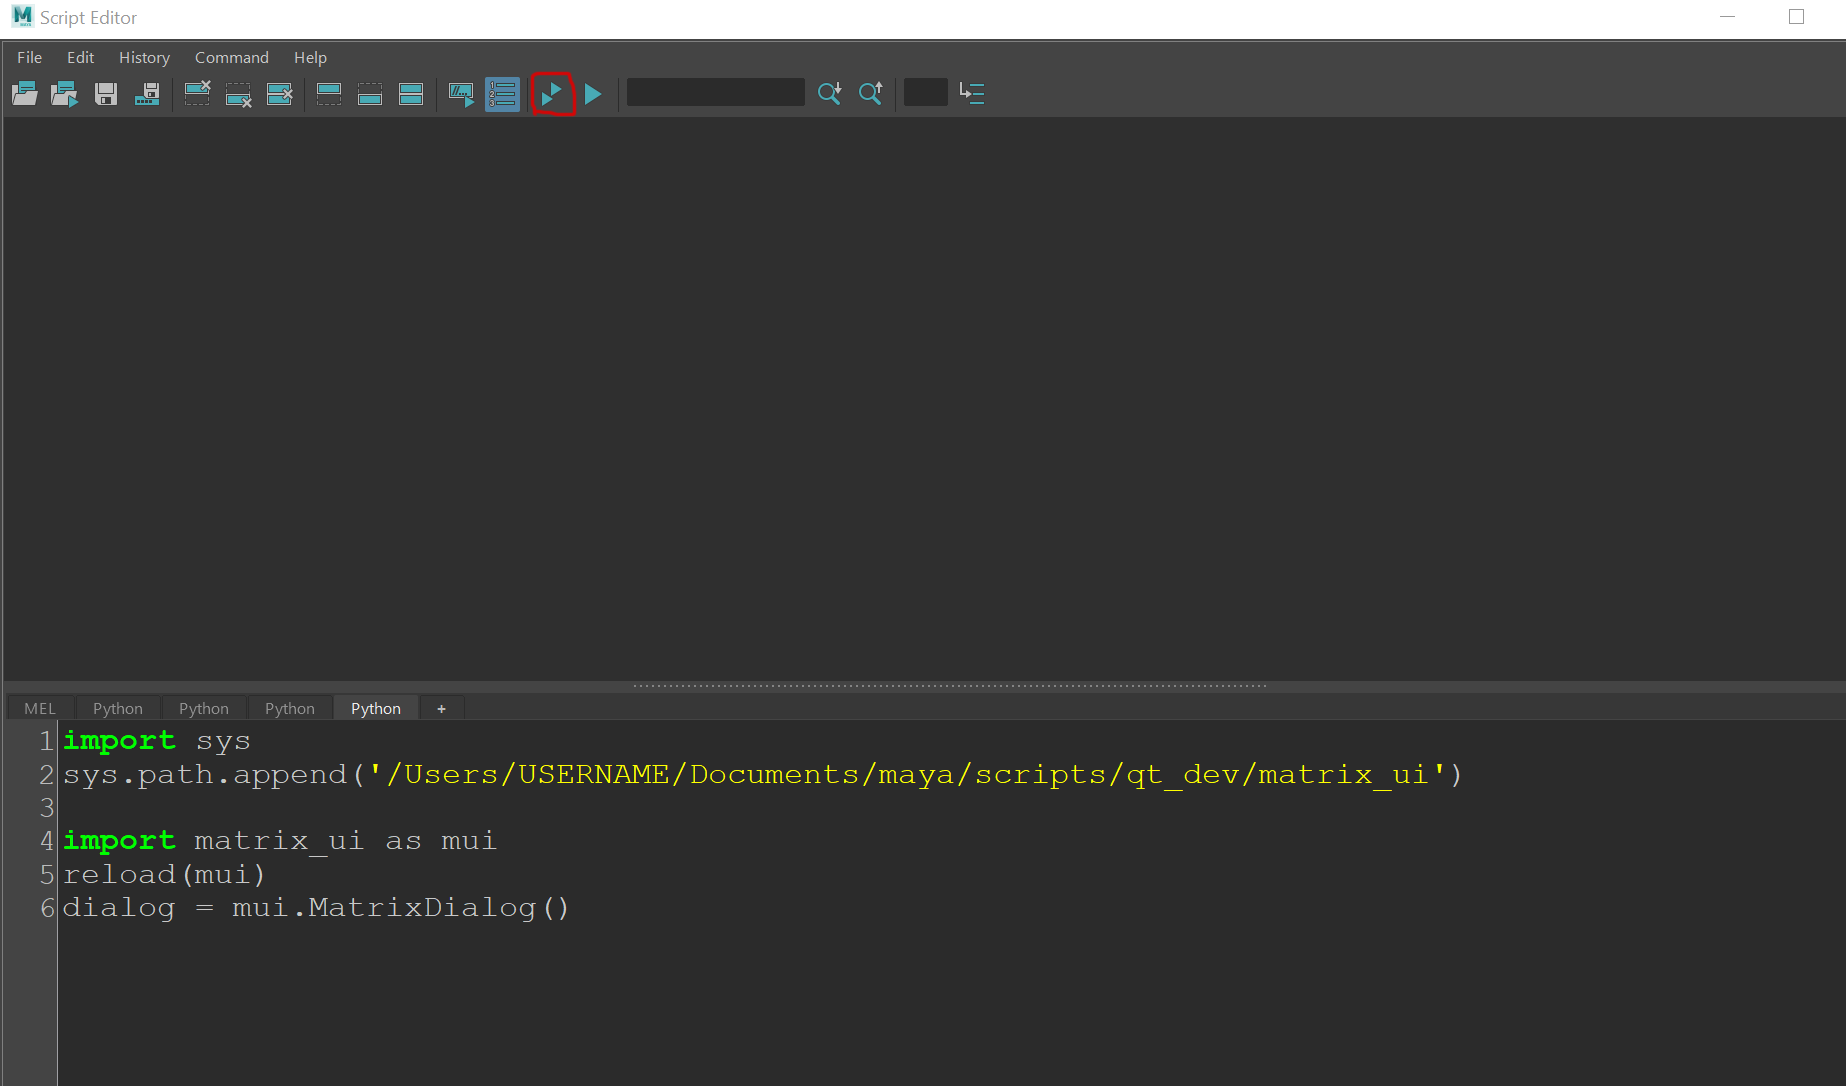 Script Editor
File Edit History Command Help
MEL Python Python Python Python +
1 import sys
2 sys.path.append('/Users/USERNAME/Documents/maya/scripts/qt_dev/matrix_ui')
3
4 import matrix_ui as mui
5 reload(mui)
6 dialog = mui.MatrixDialog()